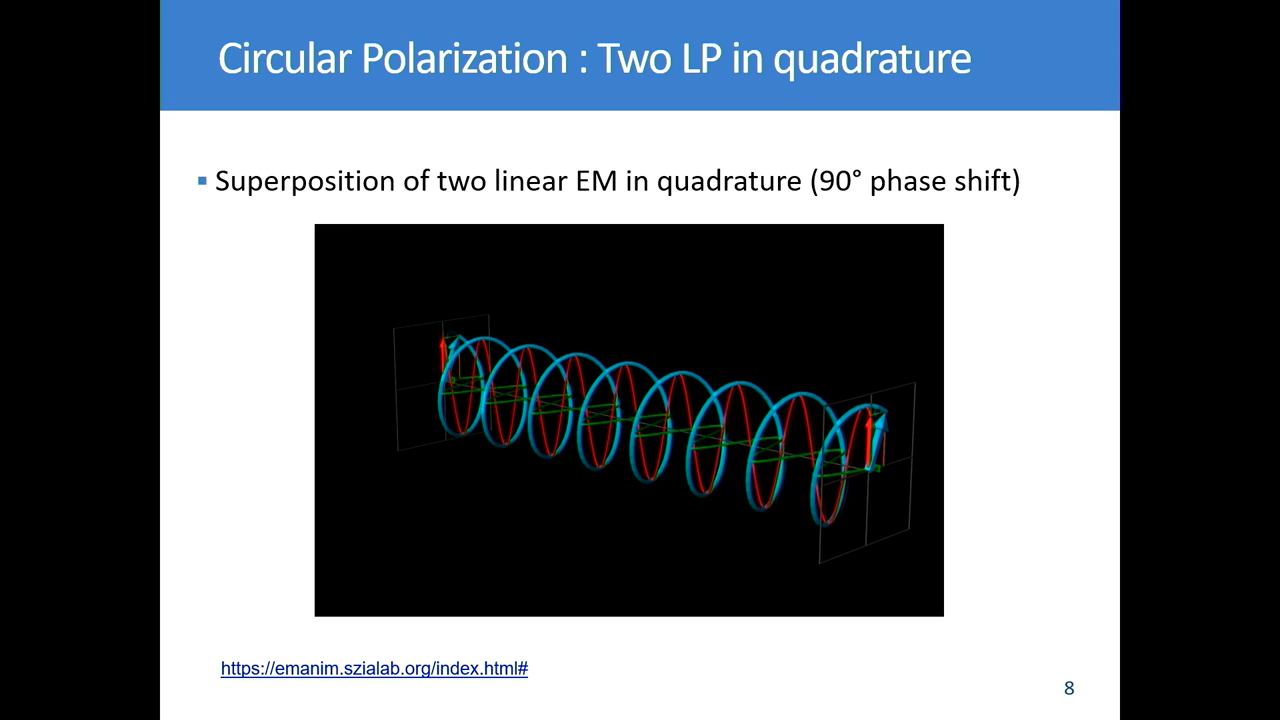 Circular Polarization : Two LP in quadrature
Superposition of two linear EM in quadrature (90° phase shift)
https://emanim.szialab.org/index.html#
8